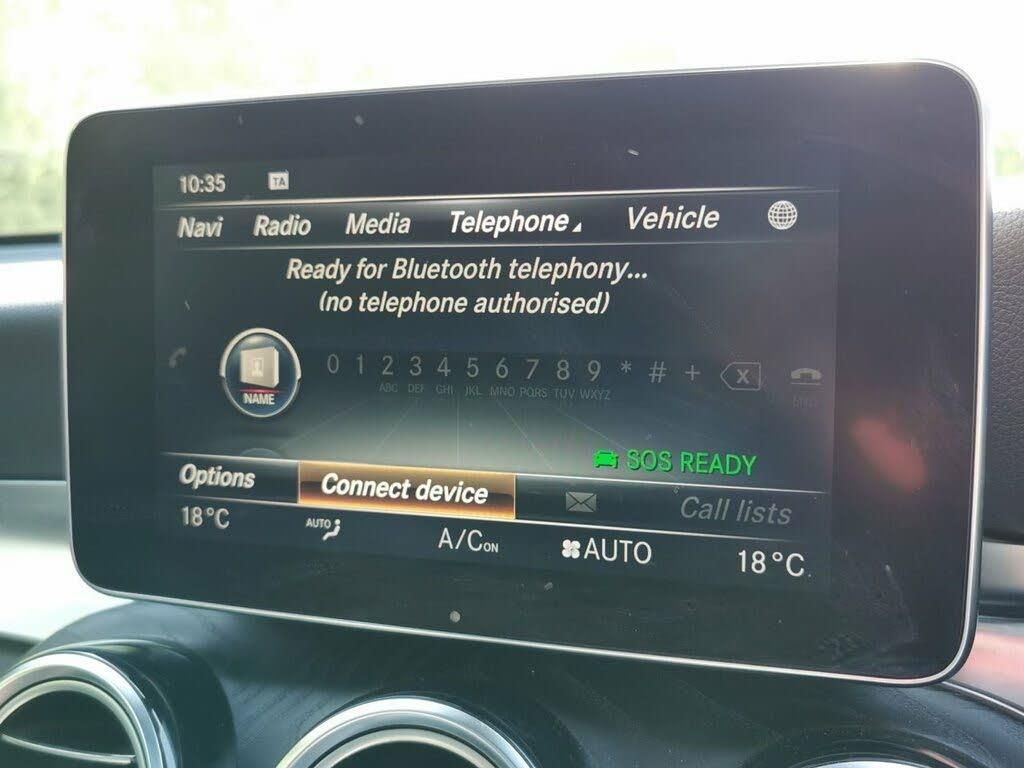 10:35 TA
Navi Radio Media Telephone Vehicle
Ready for Bluetooth telephony...
(no telephone authorised)
NAME
0 1 2 3 4 5 6 7 8 9 * # +
ABC DEF GHI JKL MNO PQRS TUV WXYZ
X
END
SOS READY
Options Connect device Call lists
18°C AUTO A/C ON AUTO 18°C